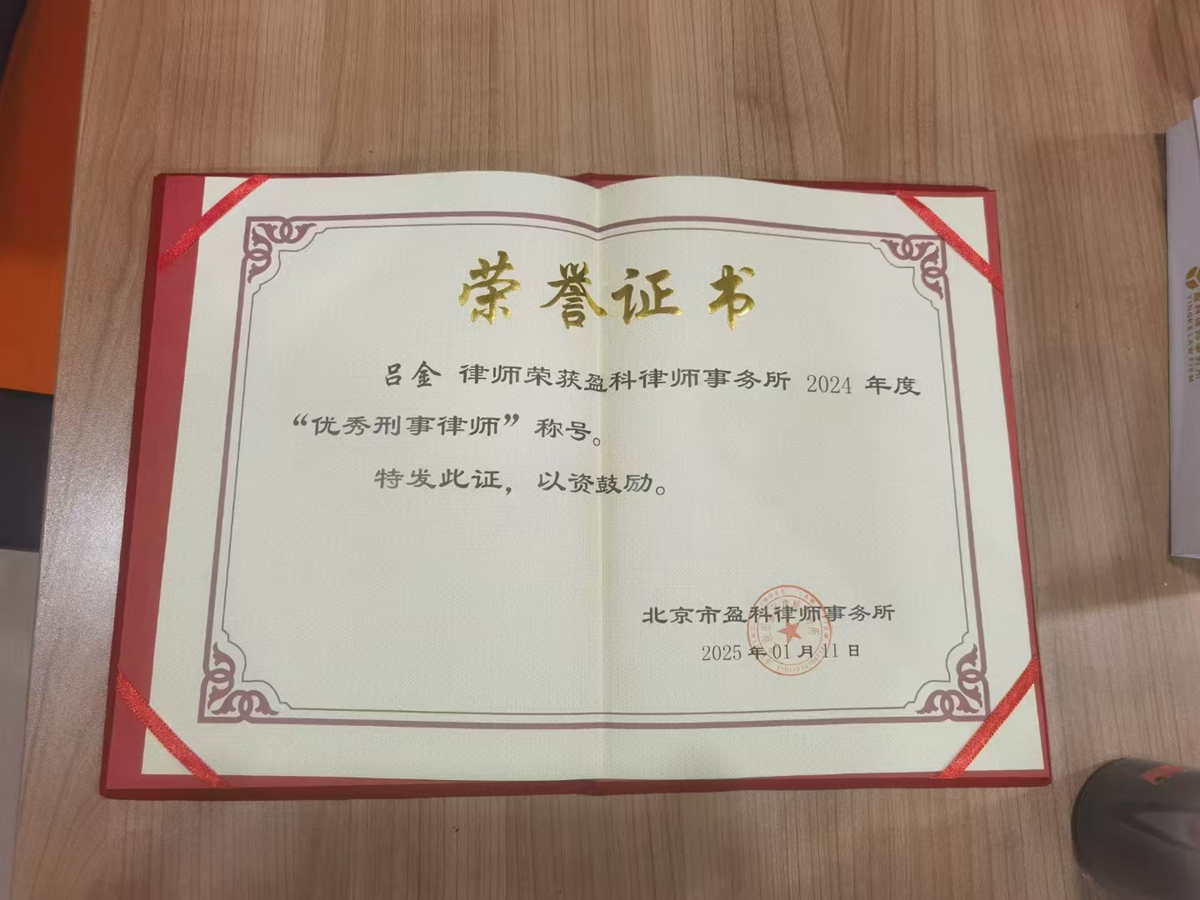 荣誉证书
吕金 律师荣获盈科律师事务所 2024 年度
“优秀刑事律师”称号。
特发此证，以资鼓励。
北京市盈科律师事务所
2025 年 01 月 11 日